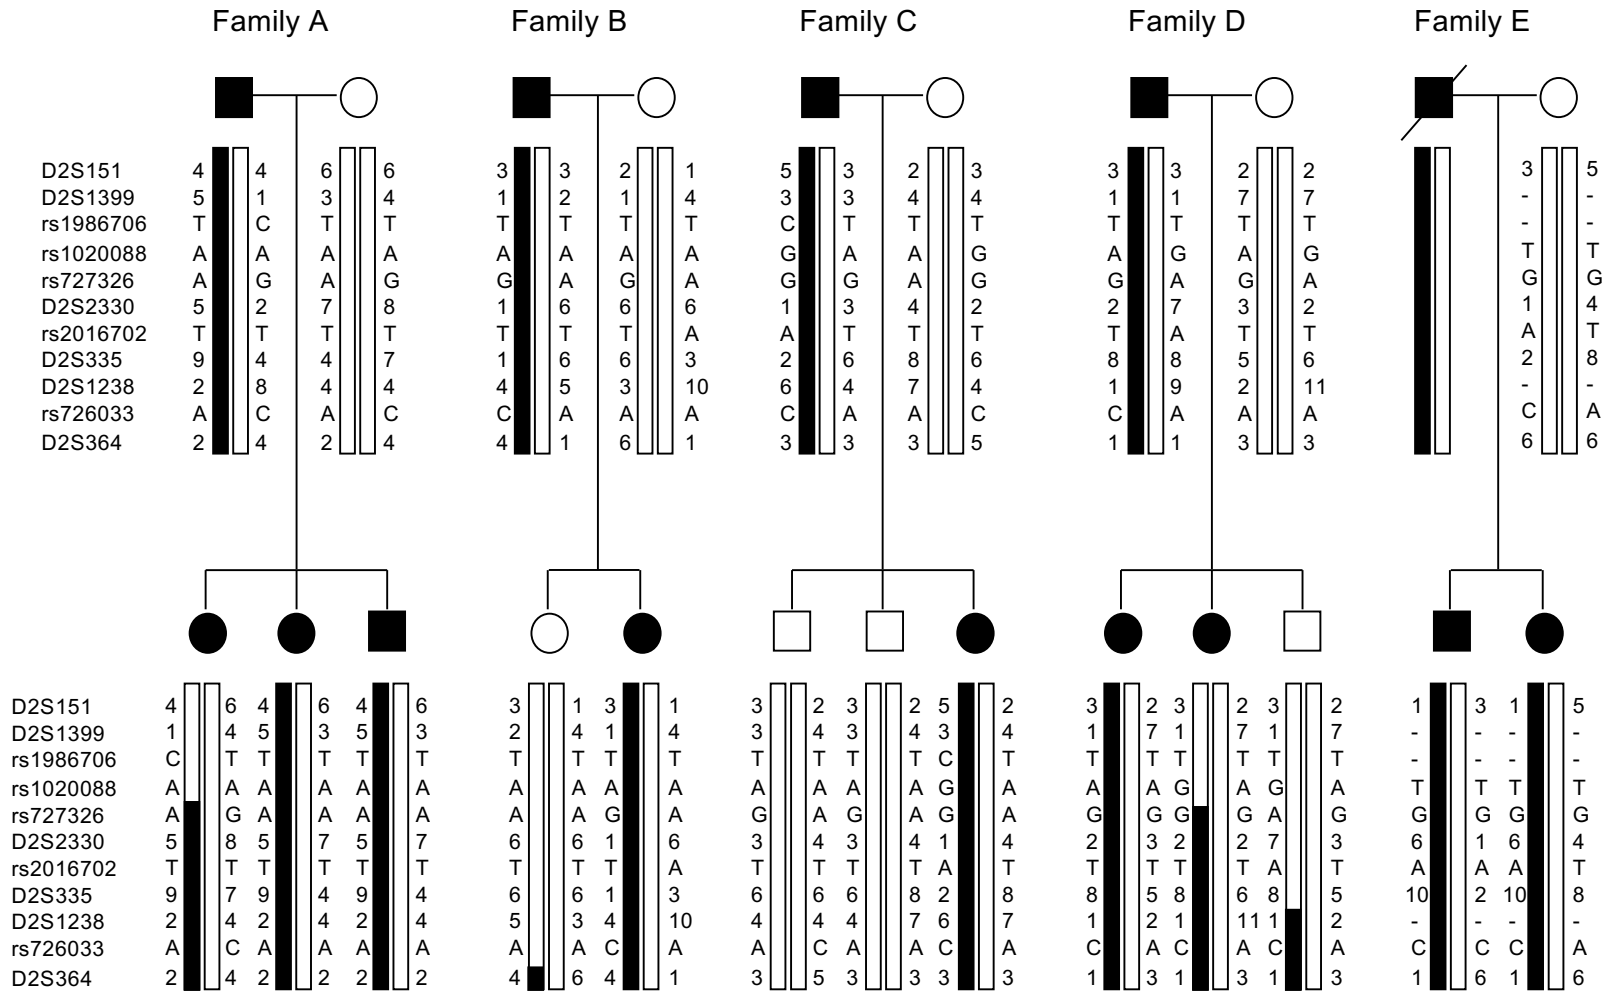 Family A Family B Family C Family D Family E
D2S151 4 4 6 6 3 3 2 1 5 3 2 3 3 3 2 2 3 5
D2S1399 5 1 3 4 1 2 1 4 3 3 4 4 1 1 7 7 - -
rs1986706 T C T T T T T T C T T T T T T T - -
rs1020088 A A A A A A A A G A A G A G A G T T
rs727326 A G A G G A G A G G A G G A G A G G
D2S2330 5 2 7 8 1 6 6 6 1 3 4 2 2 7 3 2 1 4
rs2016702 T T T T T T T A A T T T T A T T A T
D2S335 9 4 4 7 1 6 6 3 2 6 8 6 8 8 5 6 2 8
D2S1238 2 8 4 4 4 5 3 10 6 4 7 4 1 9 2 11 - -
rs726033 A C A C C A A A C A A C C A A A C A
D2S364 2 4 2 4 4 1 6 1 3 3 3 5 1 1 3 3 6 6
D2S151 4 6 4 6 4 6 3 1 3 1 3 2 3 2 5 2 3 2 3 2 3 2 1 3 1 5
D2S1399 1 4 5 3 5 3 2 4 1 4 3 4 3 4 3 4 1 7 1 7 1 7 - - - -
rs1986706 C T T T T T T T T T T T T T C T T T T T T T - - - -
rs1020088 A A A A A A A A A A A A A A G A A A G A G A T T T T
rs727326 A G A A A A A A G A G A G A G A G G G G A G G G G G
D2S2330 5 8 5 7 5 7 6 6 1 6 3 4 3 4 1 4 2 3 2 2 7 3 6 1 6 4
rs2016702 T T T T T T T T T A T T T T A T T T T T A T A A A T
D2S335 9 7 9 4 9 4 6 6 1 3 6 6 6 8 2 8 8 5 8 6 8 5 10 2 10 8
D2S1238 2 4 2 4 2 4 5 3 4 10 4 4 4 7 6 7 1 2 1 11 1 2 - - - -
rs726033 A C A A A A A A C A A C A A C A C A C A C A C C C A
D2S364 2 4 2 2 2 2 4 6 4 1 3 5 3 3 3 3 1 3 1 3 1 3 1 6 1 6